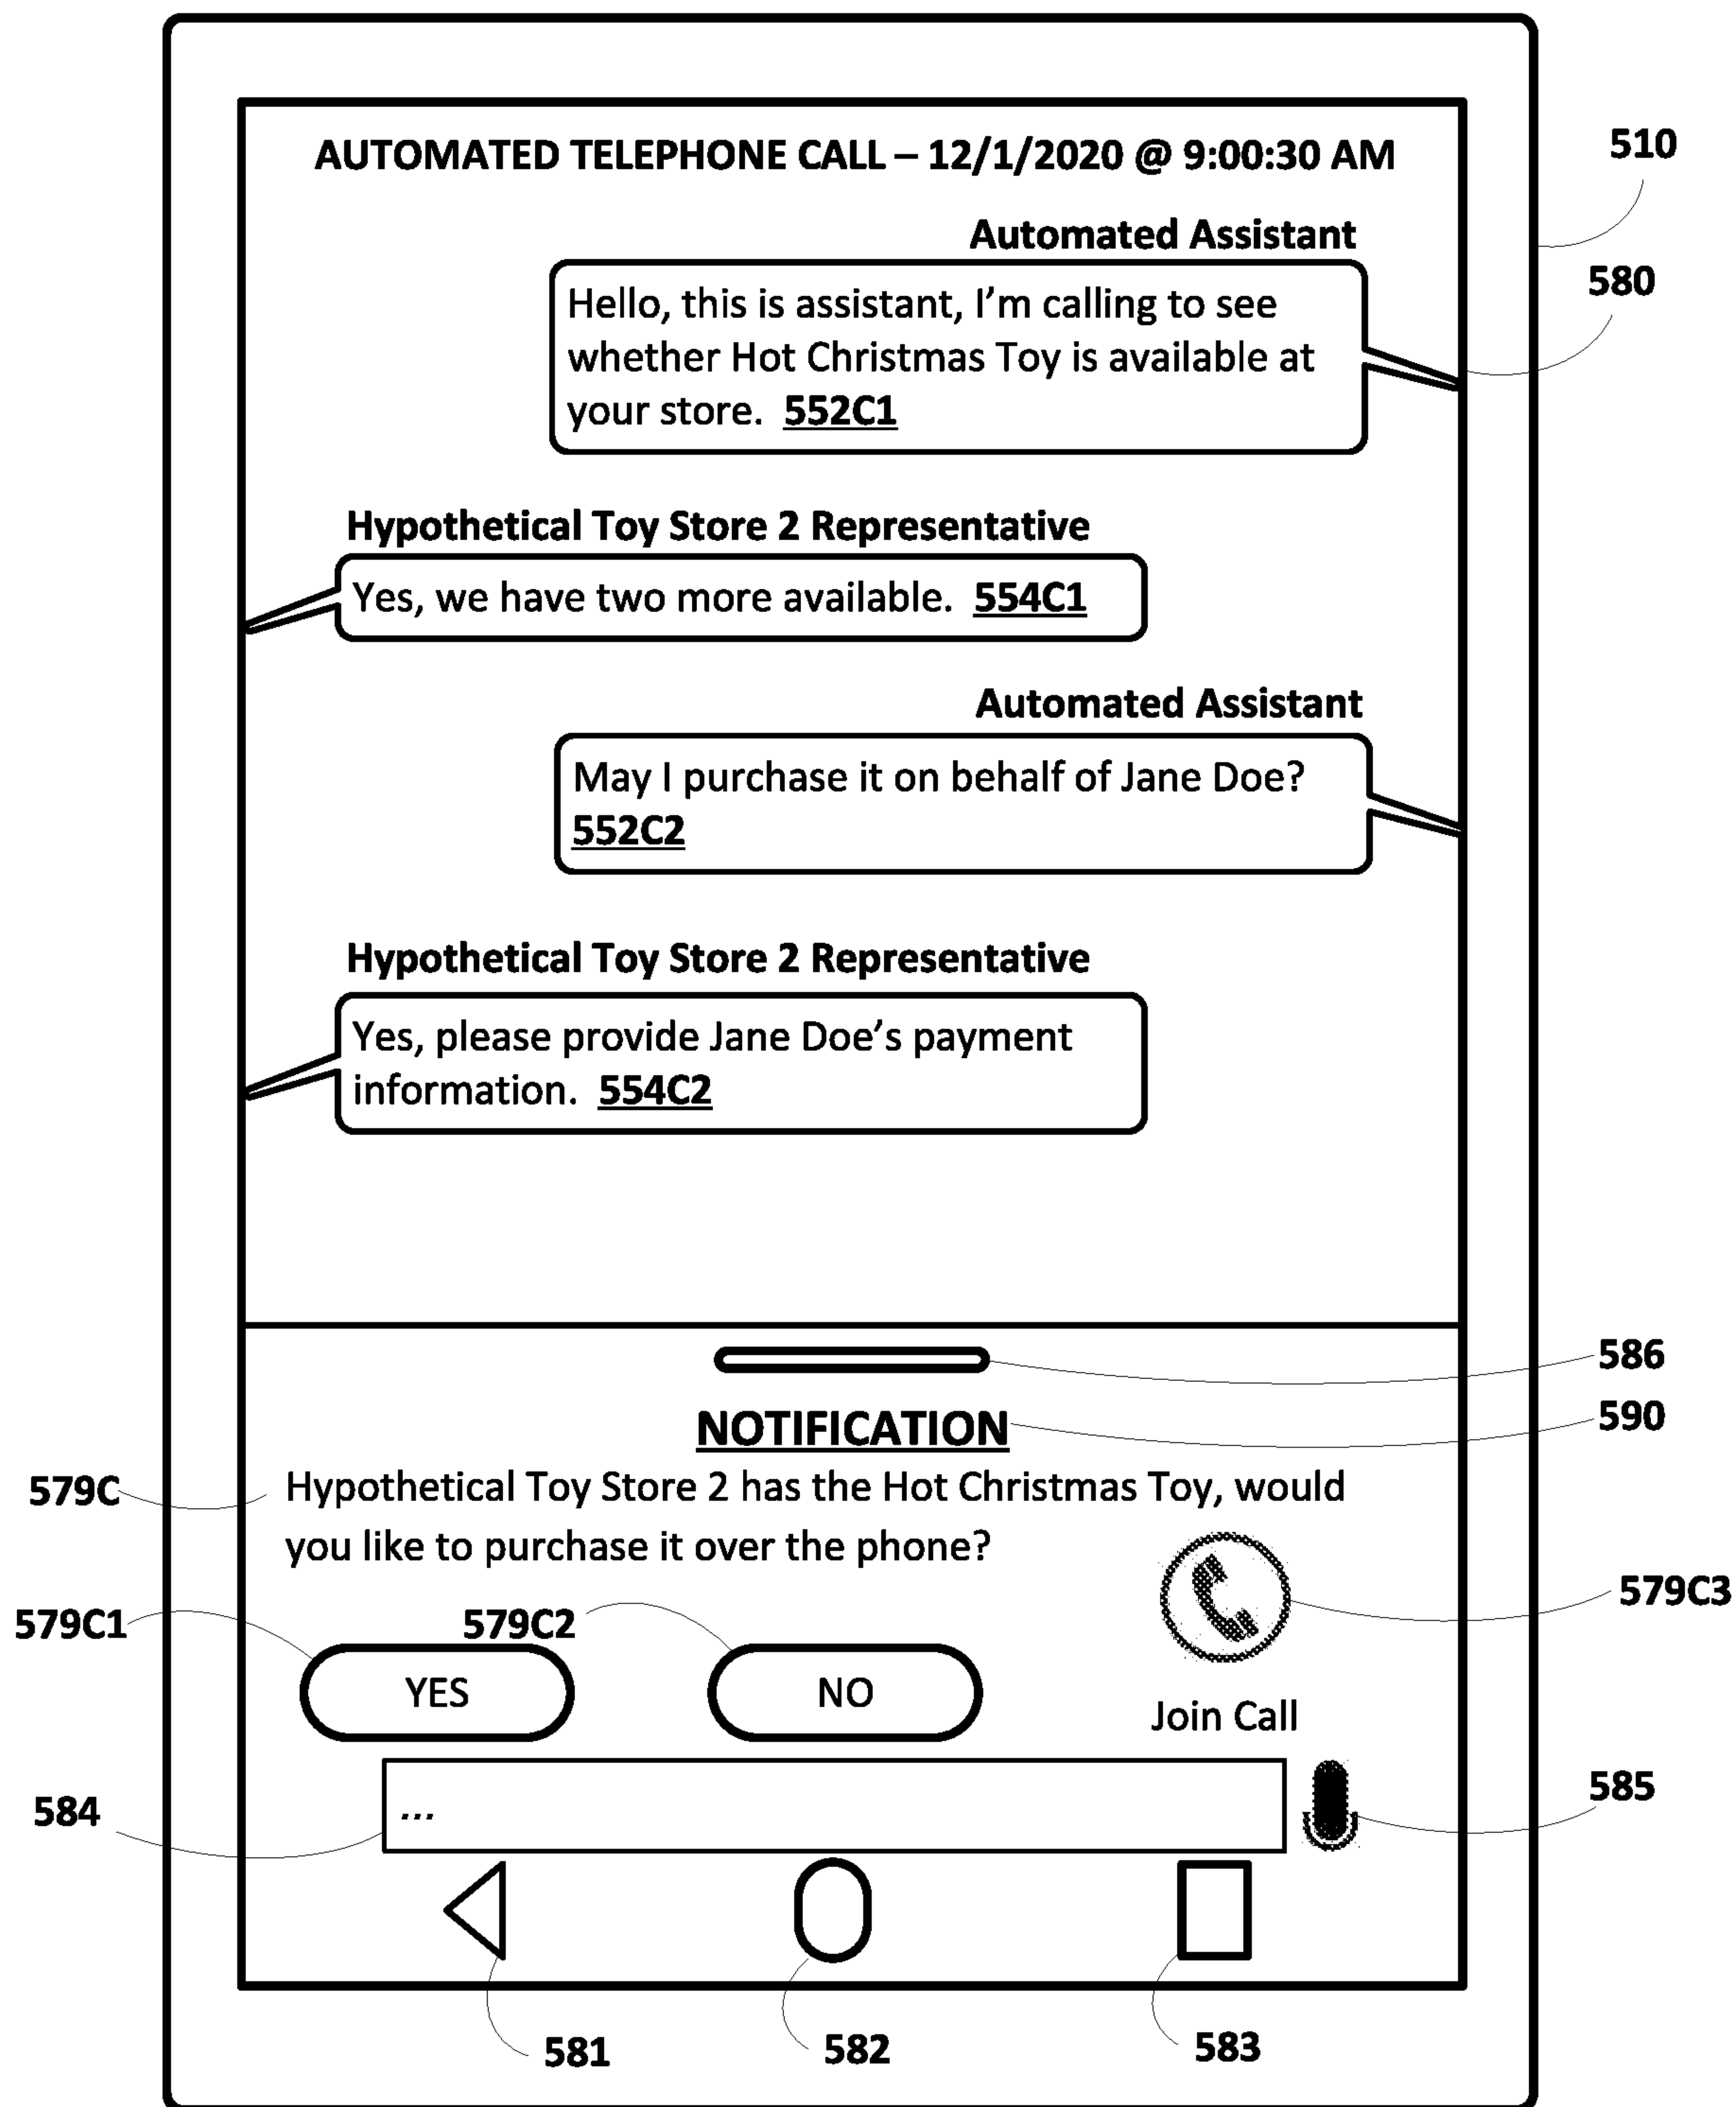 AUTOMATED TELEPHONE CALL – 12/1/2020 @ 9:00:30 AM
510
Automated Assistant
580
Hello, this is assistant, I'm calling to see
whether Hot Christmas Toy is available at
your store. 552C1
Hypothetical Toy Store 2 Representative
Yes, we have two more available. 554C1
Automated Assistant
May I purchase it on behalf of Jane Doe?
552C2
Hypothetical Toy Store 2 Representative
Yes, please provide Jane Doe's payment
information. 554C2
586
NOTIFICATION
590
579C
Hypothetical Toy Store 2 has the Hot Christmas Toy, would
you like to purchase it over the phone?
579C3
579C1
579C2
YES
NO
Join Call
584
...
585
581
582
583